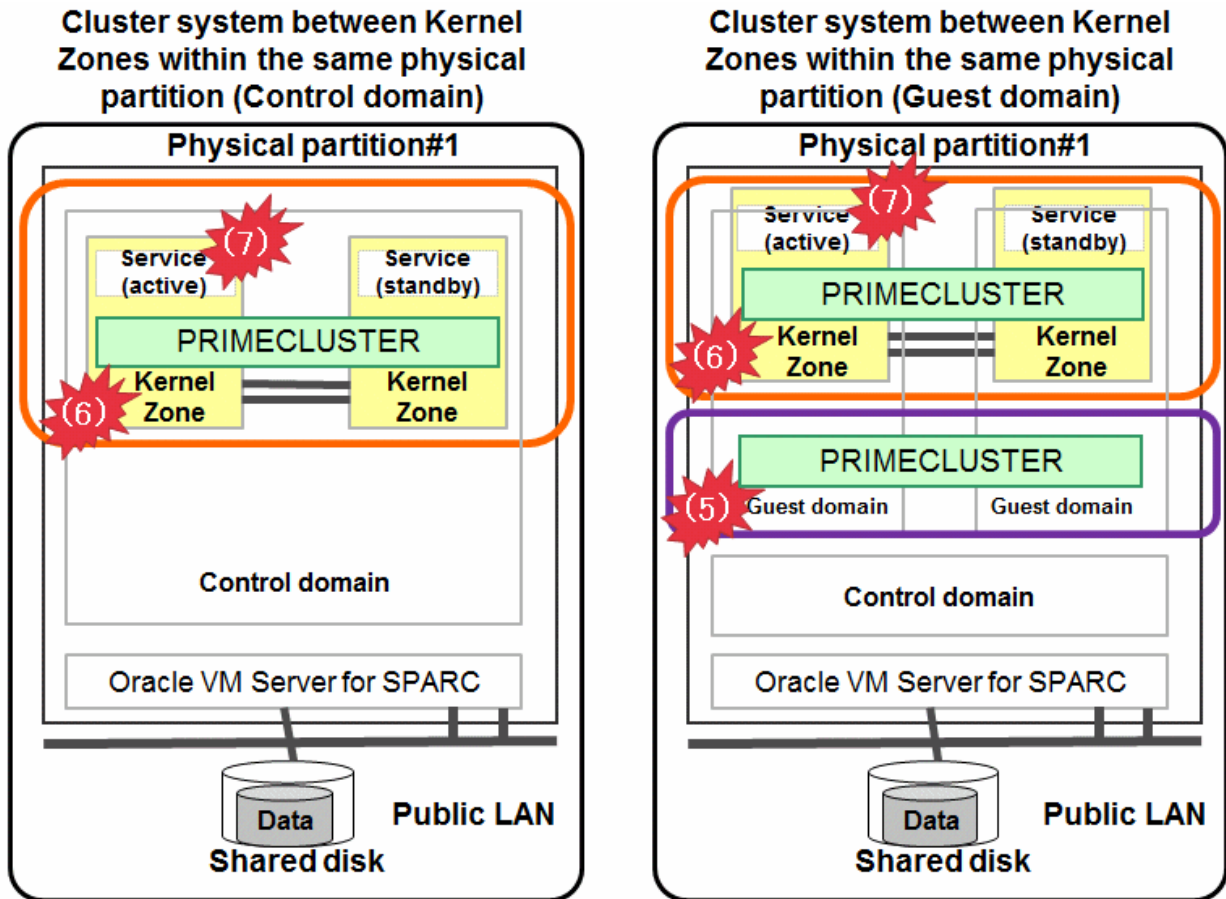 Cluster system between Kernel
Zones within the same physical
partition (Control domain)
Physical partition#1
(7)
Service
(active)
Service
(standby)
PRIMECLUSTER
(6)
Kernel
Zone
Kernel
Zone
Control domain
Oracle VM Server for SPARC
Data
Public LAN
Shared disk
Cluster system between Kernel
Zones within the same physical
partition (Guest domain)
Physical partition#1
(7)
Service
(active)
Service
(standby)
PRIMECLUSTER
(6)
Kernel
Zone
Kernel
Zone
PRIMECLUSTER
(5)
Guest domain
Guest domain
Control domain
Oracle VM Server for SPARC
Data
Public LAN
Shared disk